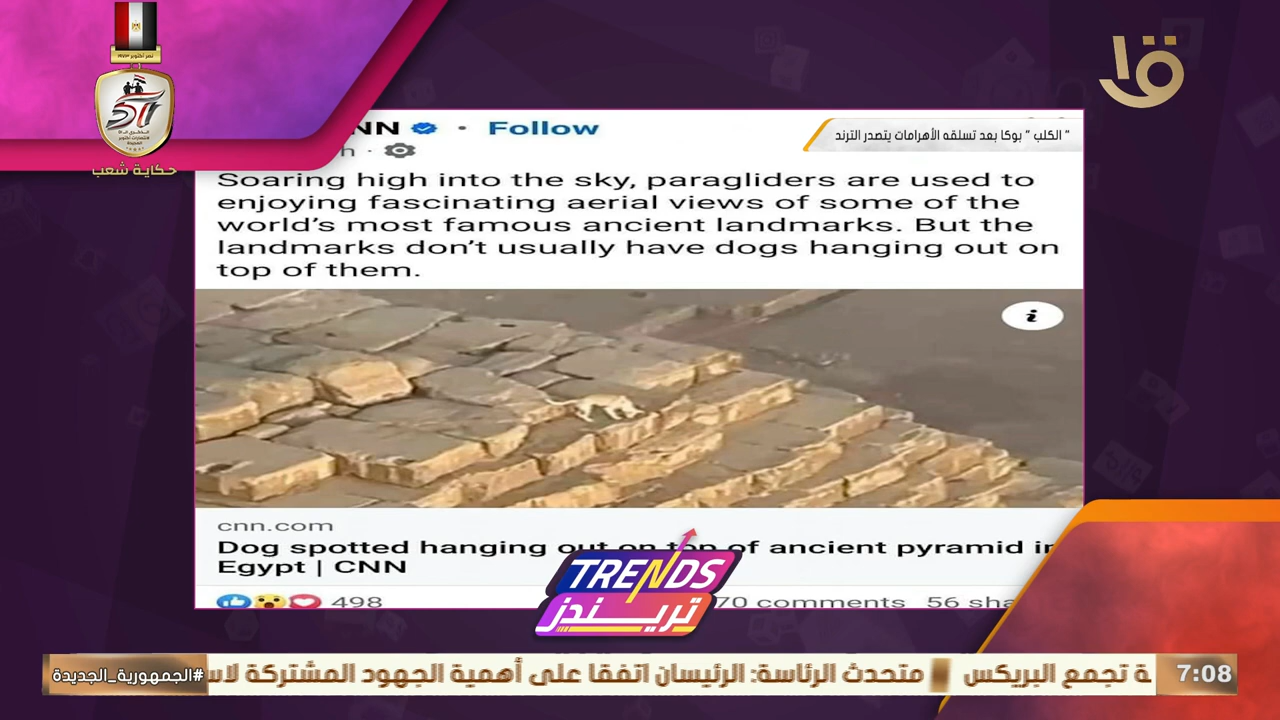 حكاية شعب
NN • Follow
h
" الكلب " بوكا بعد تسلقه الأهرامات يتصدر الترند
Soaring high into the sky, paragliders are used to
enjoying fascinating aerial views of some of the
world's most famous ancient landmarks. But the
landmarks don't usually have dogs hanging out on
top of them.
i
cnn.com
Dog spotted hanging out on top of ancient pyramid in
Egypt | CNN
498
70 comments 56 sha
TRENDS
تريندز
7:08
ة تجمع البريكس
متحدث الرئاسة: الرئيسان اتفقا على أهمية الجهود المشتركة لاس
#الجمهورية_الجديدة